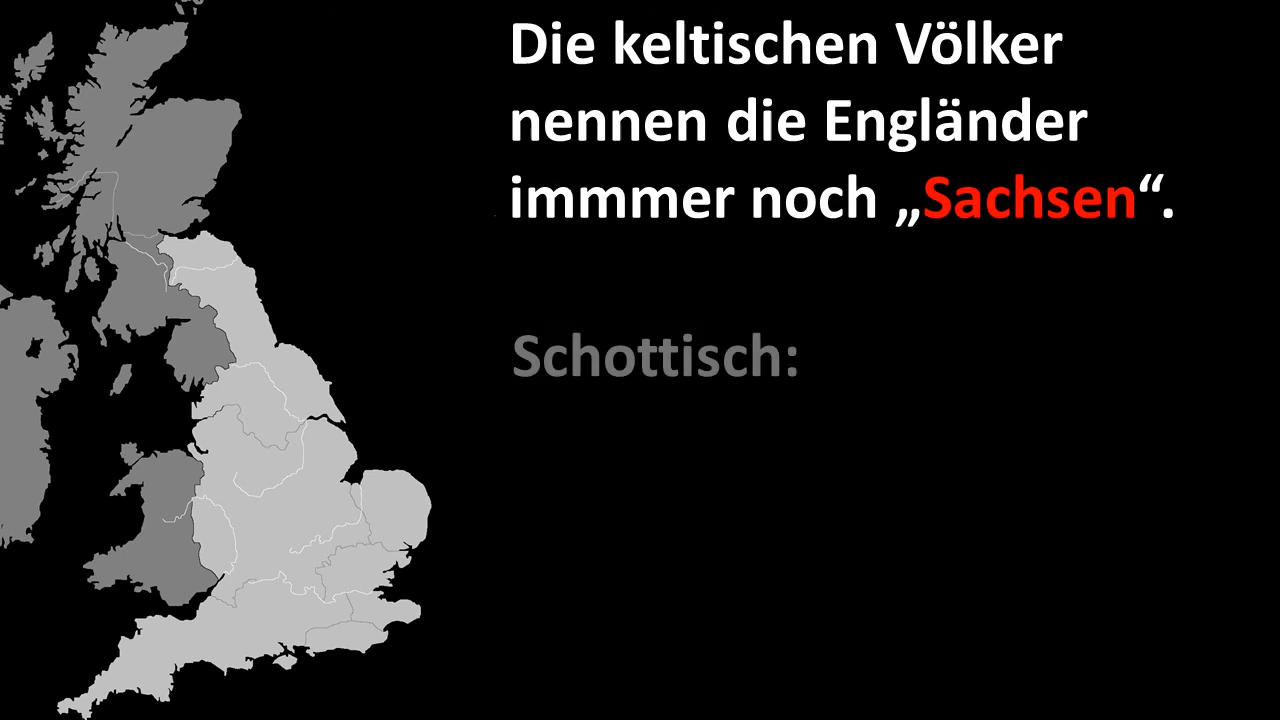 Die keltischen Völker
nennen die Engländer
immmer noch „Sachsen“.
Schottisch: